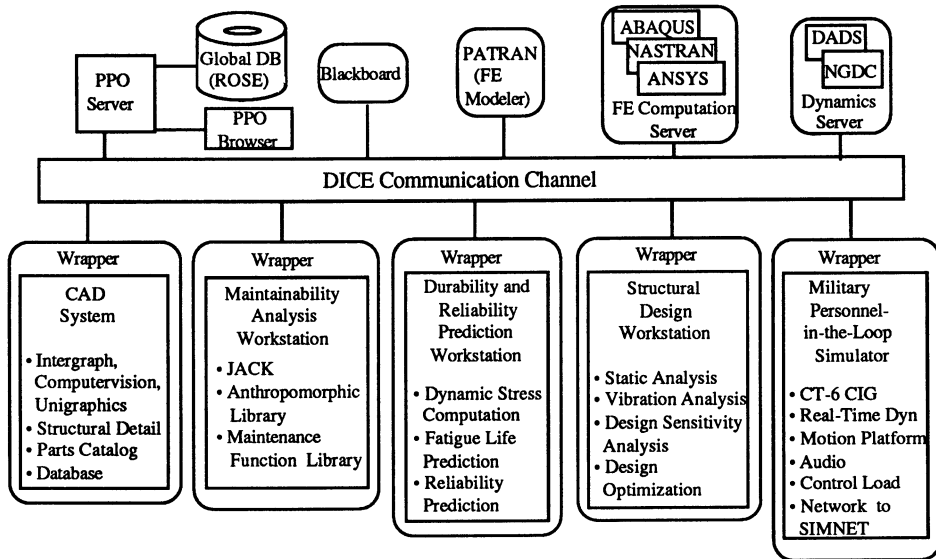 PPO
Server
Global DB
(ROSE)
PPO
Browser
Blackboard
PATRAN
(FE
Modeler)
ABAQUS
NASTRAN
ANSYS
FE Computation
Server
DADS
NGDC
Dynamics
Server
DICE Communication Channel
Wrapper
CAD
System
• Intergraph,
Computervision,
Unigraphics
• Structural Detail
• Parts Catalog
• Database
Wrapper
Maintainability
Analysis
Workstation
• JACK
• Anthropomorphic
Library
• Maintenance
Function Library
Wrapper
Durability and
Reliability
Prediction
Workstation
• Dynamic Stress
Computation
• Fatigue Life
Prediction
• Reliability
Prediction
Wrapper
Structural
Design
Workstation
• Static Analysis
• Vibration Analysis
• Design Sensitivity
Analysis
• Design
Optimization
Wrapper
Military
Personnel-
in-the-Loop
Simulator
• CT-6 CIG
• Real-Time Dyn
• Motion Platform
• Audio
• Control Load
• Network to
SIMNET